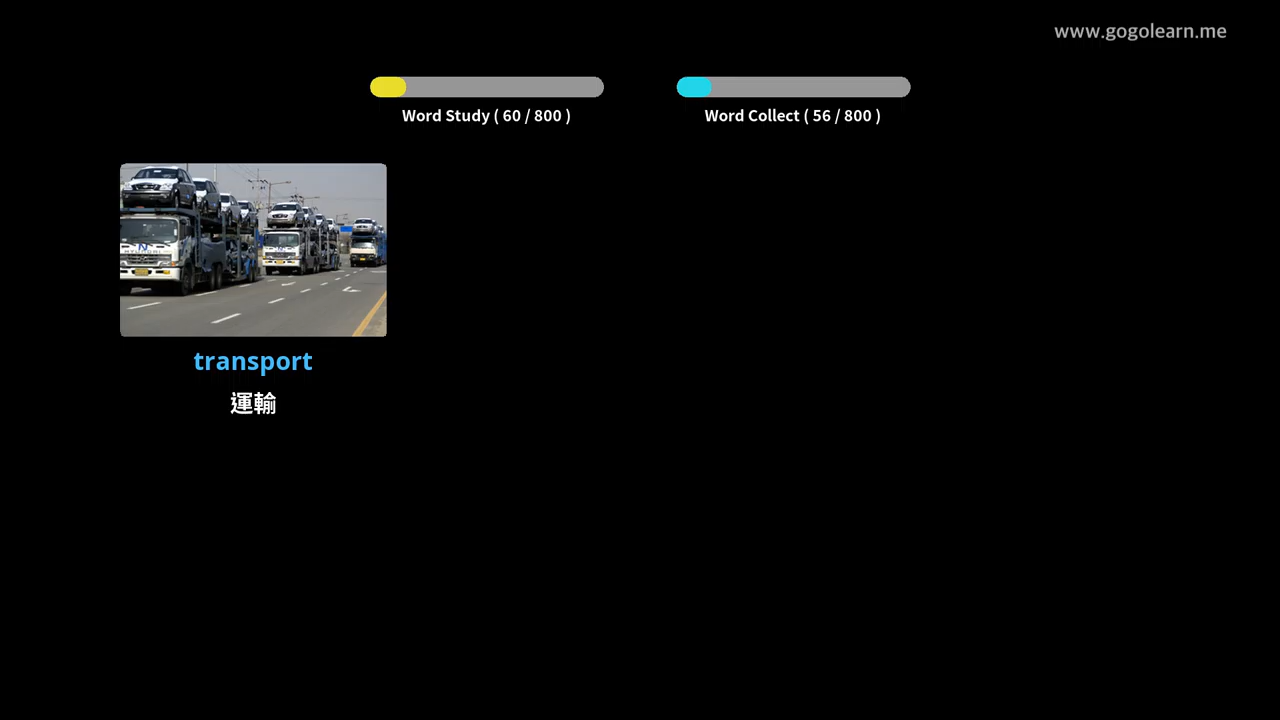 www.gogolearn.me
Word Study ( 60 / 800 )
Word Collect ( 56 / 800 )
transport
運輸